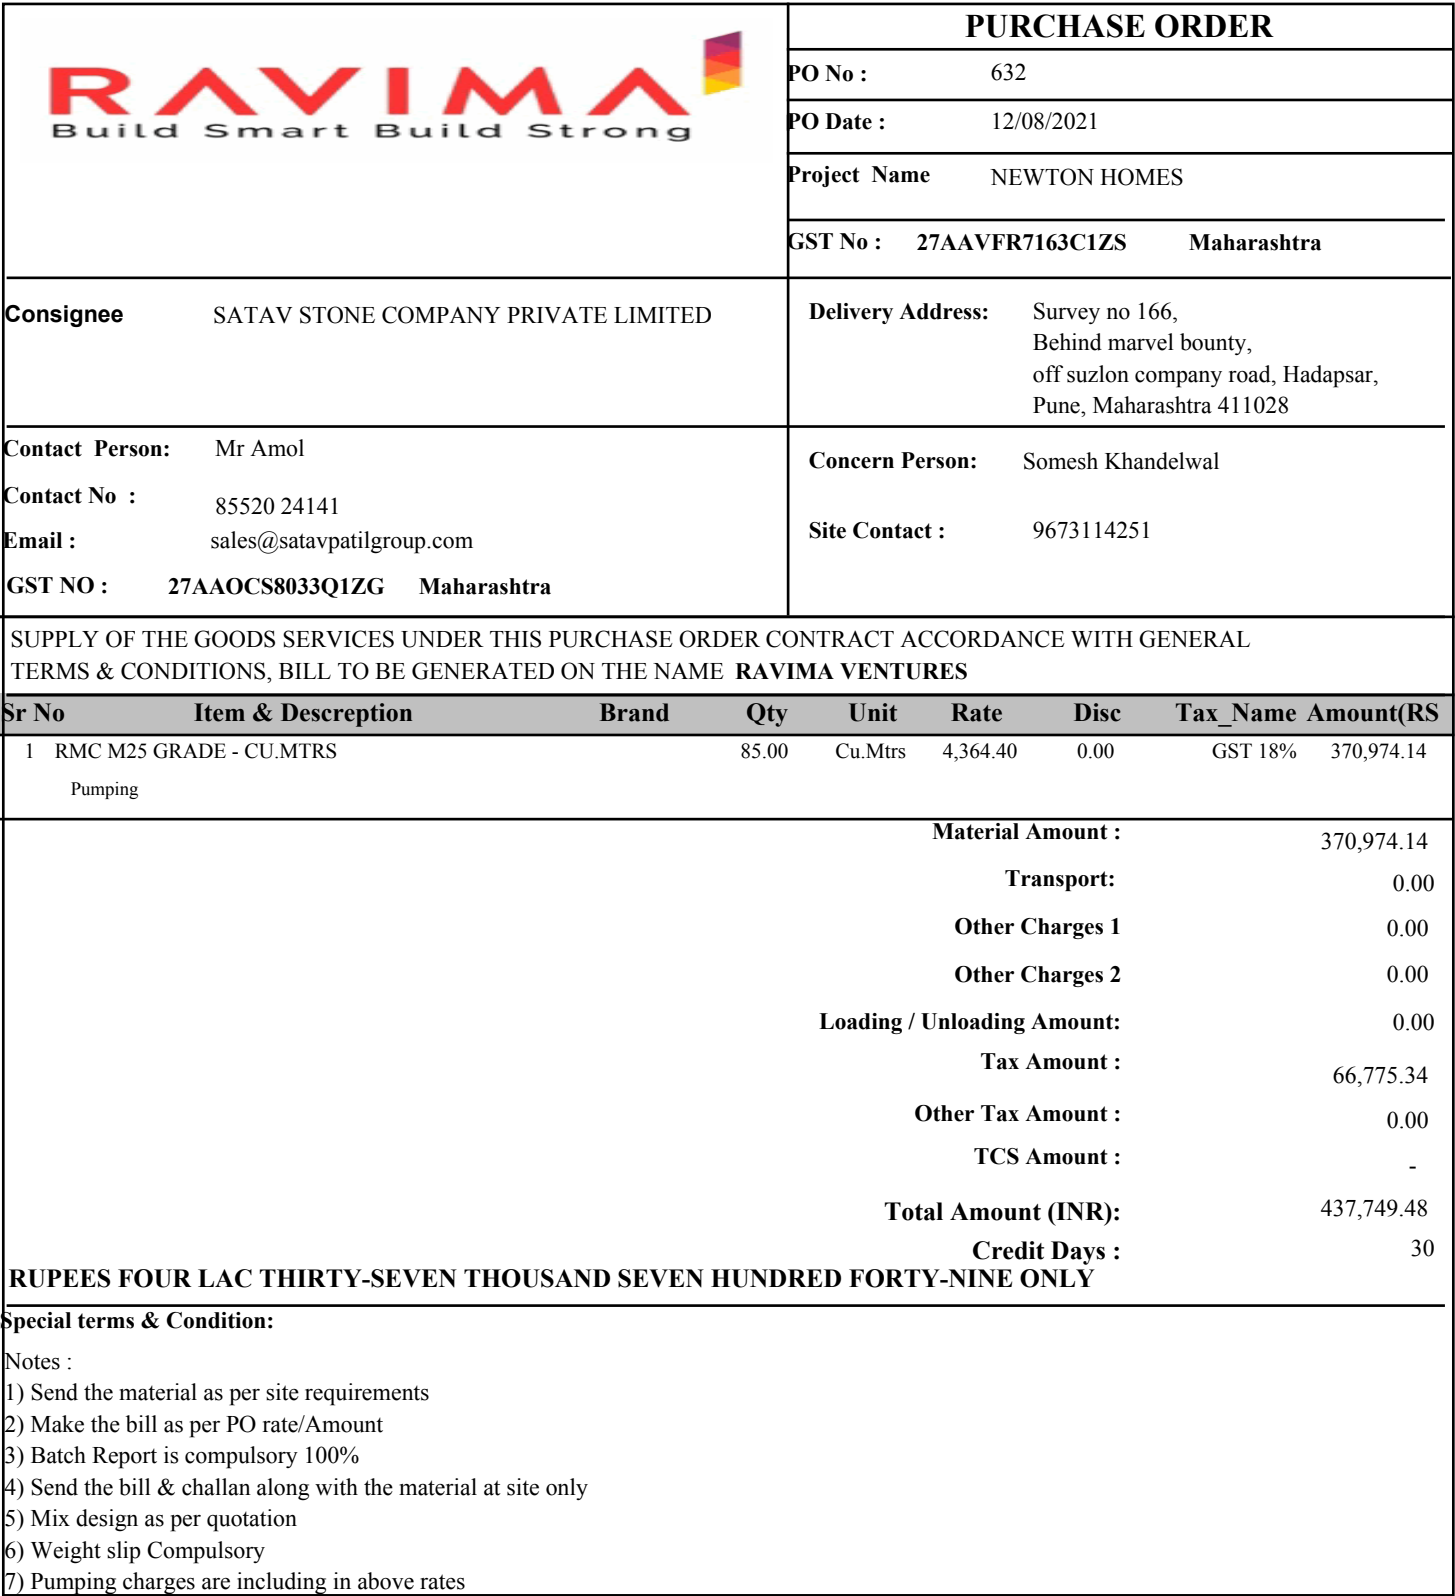 RAVIMA
Build Smart Build Strong
PURCHASE ORDER
PO No : 632
PO Date : 12/08/2021
Project Name NEWTON HOMES
GST No : 27AAVFR7163C1ZS Maharashtra
Consignee SATAV STONE COMPANY PRIVATE LIMITED
Delivery Address: Survey no 166,
Behind marvel bounty,
off suzlon company road, Hadapsar,
Pune, Maharashtra 411028
Contact Person: Mr Amol
Contact No : 85520 24141
Email : sales@satavpatilgroup.com
GST NO : 27AAOCS8033Q1ZG Maharashtra
Concern Person: Somesh Khandelwal
Site Contact : 9673114251
SUPPLY OF THE GOODS SERVICES UNDER THIS PURCHASE ORDER CONTRACT ACCORDANCE WITH GENERAL
TERMS & CONDITIONS, BILL TO BE GENERATED ON THE NAME RAVIMA VENTURES
Sr No Item & Descreption Brand Qty Unit Rate Disc Tax_Name Amount(RS
1 RMC M25 GRADE - CU.MTRS 85.00 Cu.Mtrs 4,364.40 0.00 GST 18% 370,974.14
Pumping
Material Amount : 370,974.14
Transport: 0.00
Other Charges 1 0.00
Other Charges 2 0.00
Loading / Unloading Amount: 0.00
Tax Amount : 66,775.34
Other Tax Amount : 0.00
TCS Amount : -
Total Amount (INR): 437,749.48
Credit Days : 30
RUPEES FOUR LAC THIRTY-SEVEN THOUSAND SEVEN HUNDRED FORTY-NINE ONLY
Special terms & Condition:
Notes :
1) Send the material as per site requirements
2) Make the bill as per PO rate/Amount
3) Batch Report is compulsory 100%
4) Send the bill & challan along with the material at site only
5) Mix design as per quotation
6) Weight slip Compulsory
7) Pumping charges are including in above rates